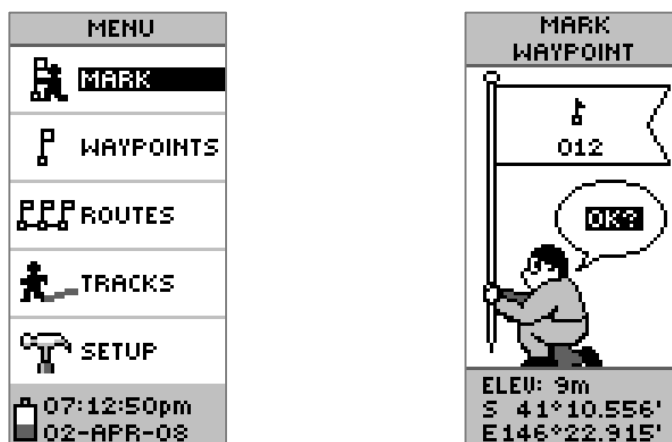 MENU
MARK
WAYPOINTS
ROUTES
TRACKS
SETUP
07:12:50pm
02-APR-08
MARK
WAYPOINT
012
OK?
ELEV: 9m
S 41°10.556'
E146°22.915'